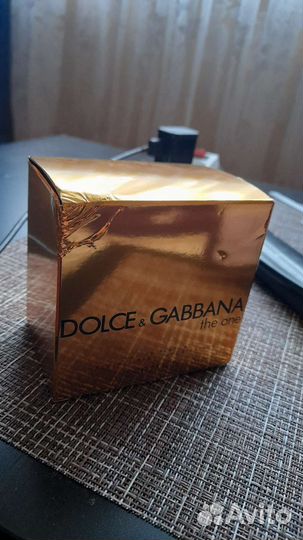 DOLCE & GABBANA
the one
Avito